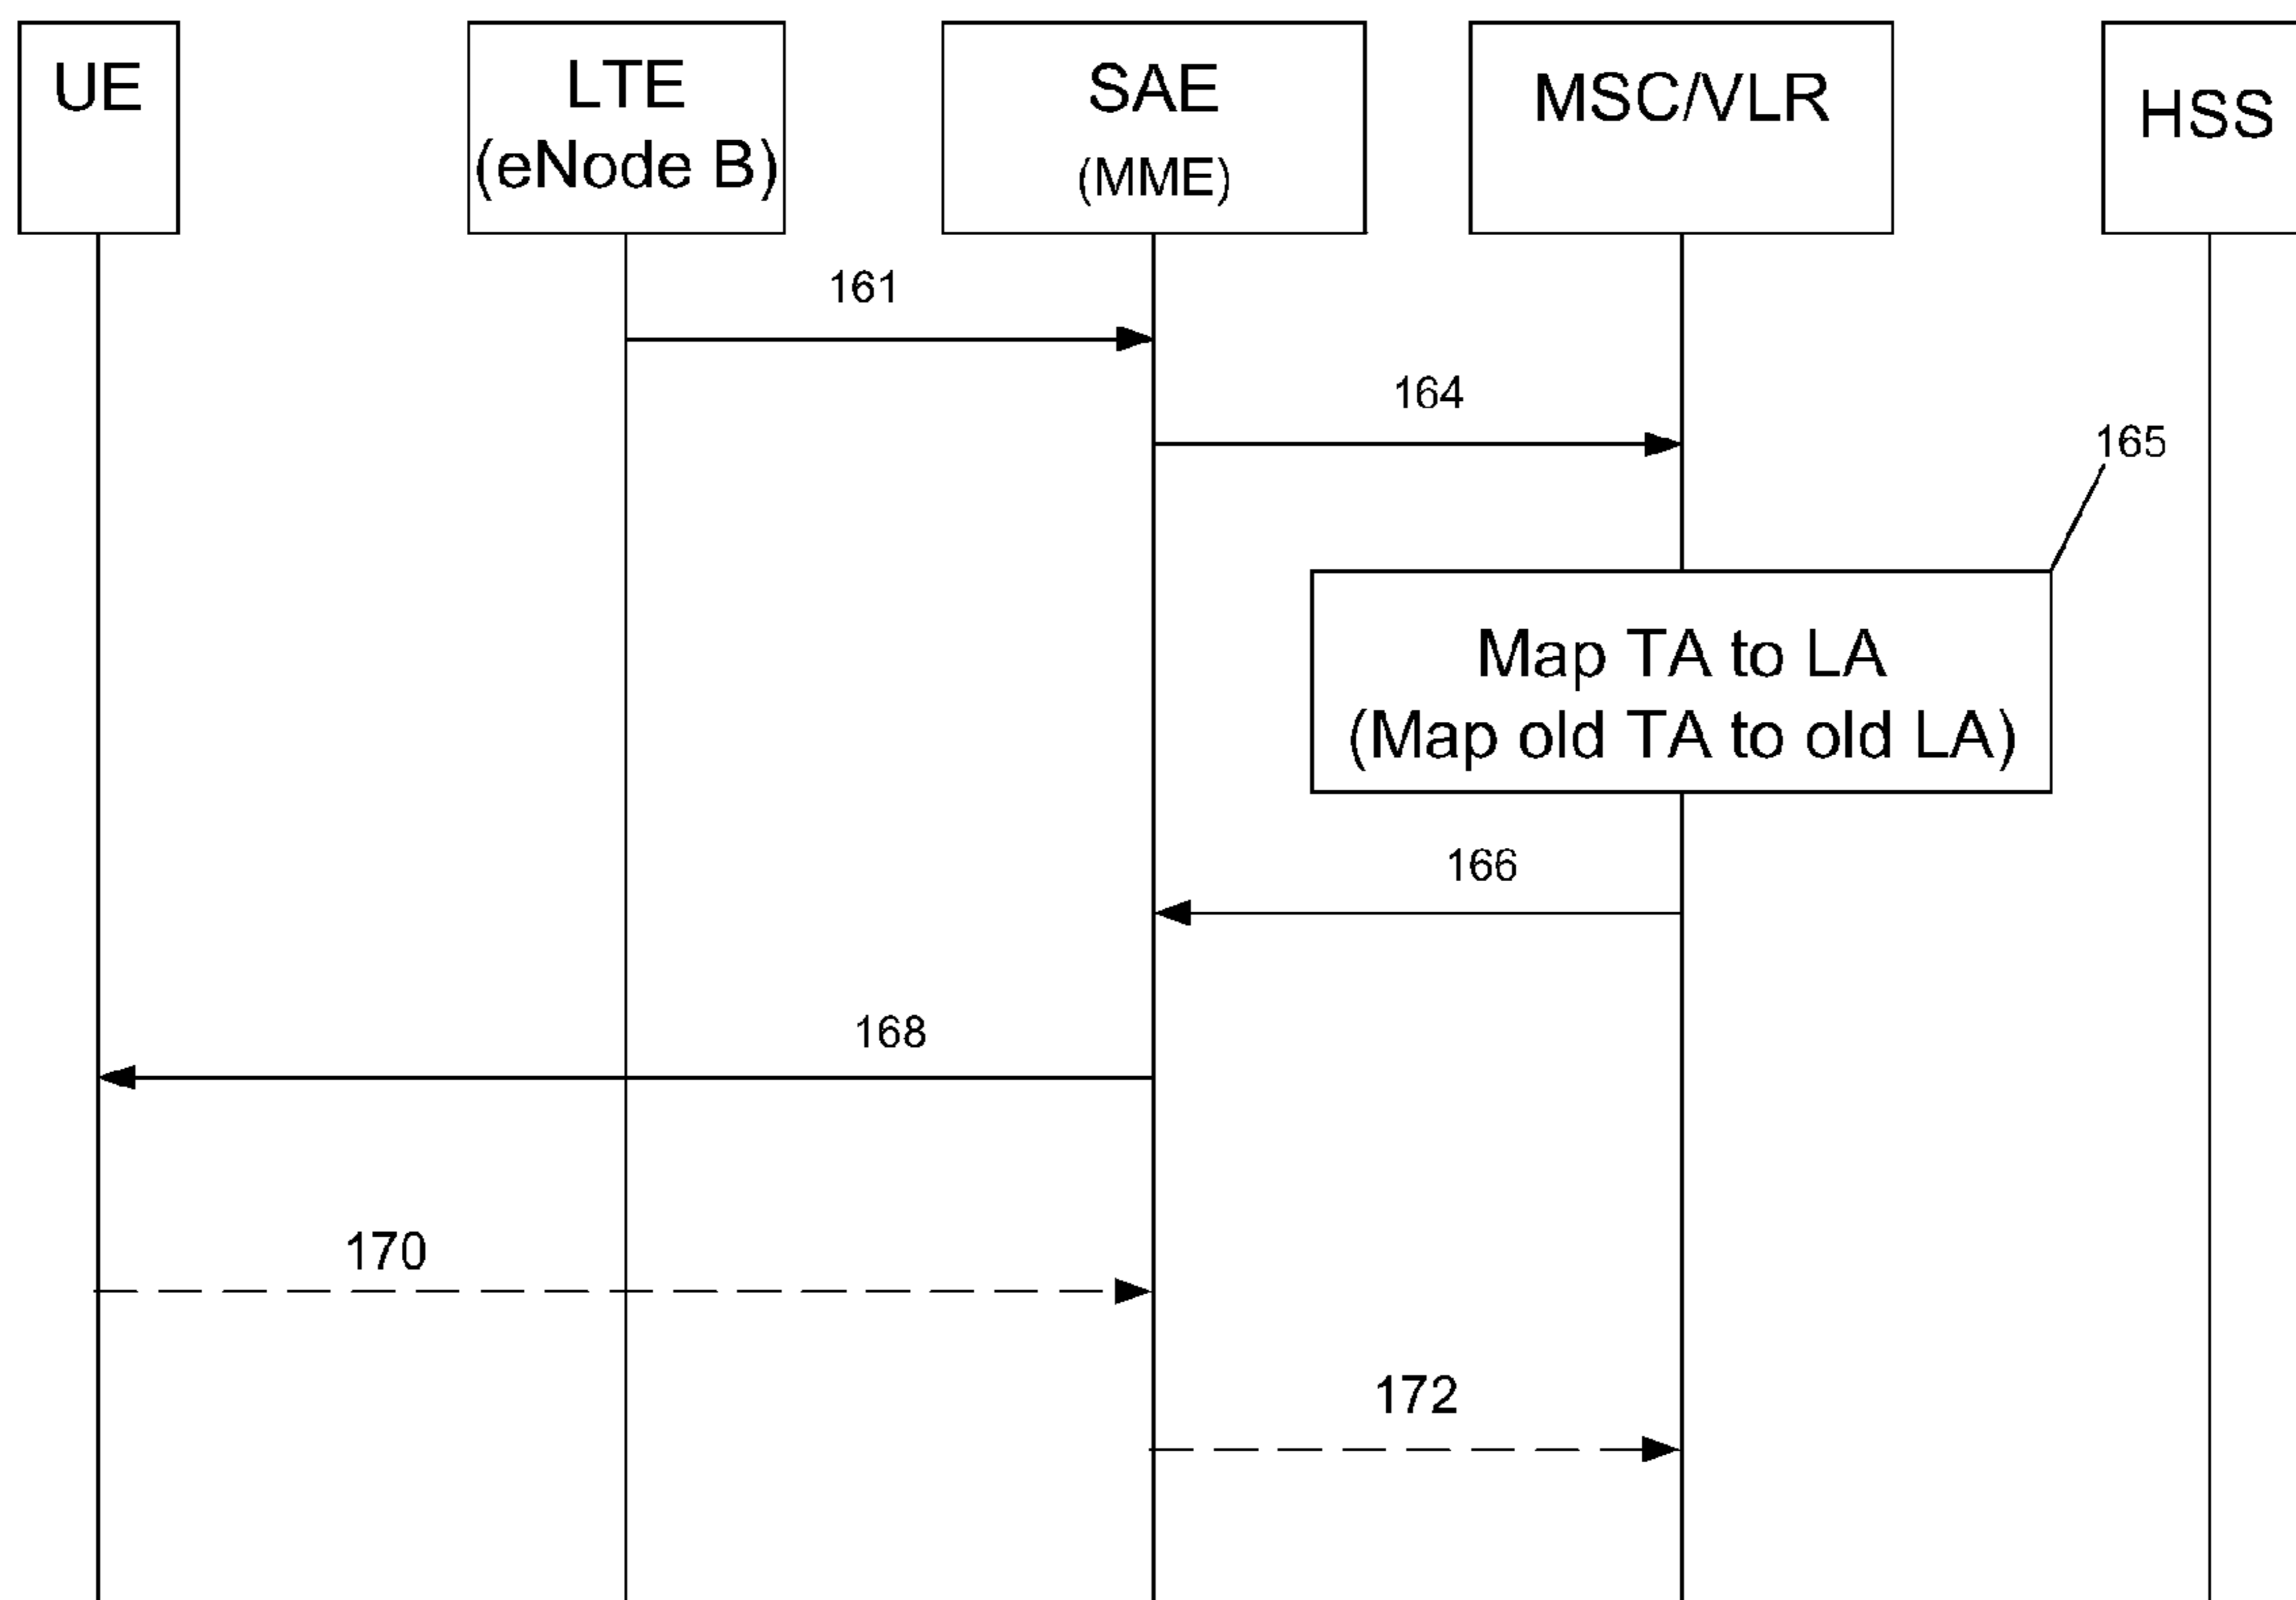 UE
LTE
(eNode B)
SAE
(MME)
MSC/VLR
HSS
161
164
165
Map TA to LA
(Map old TA to old LA)
166
168
170
172